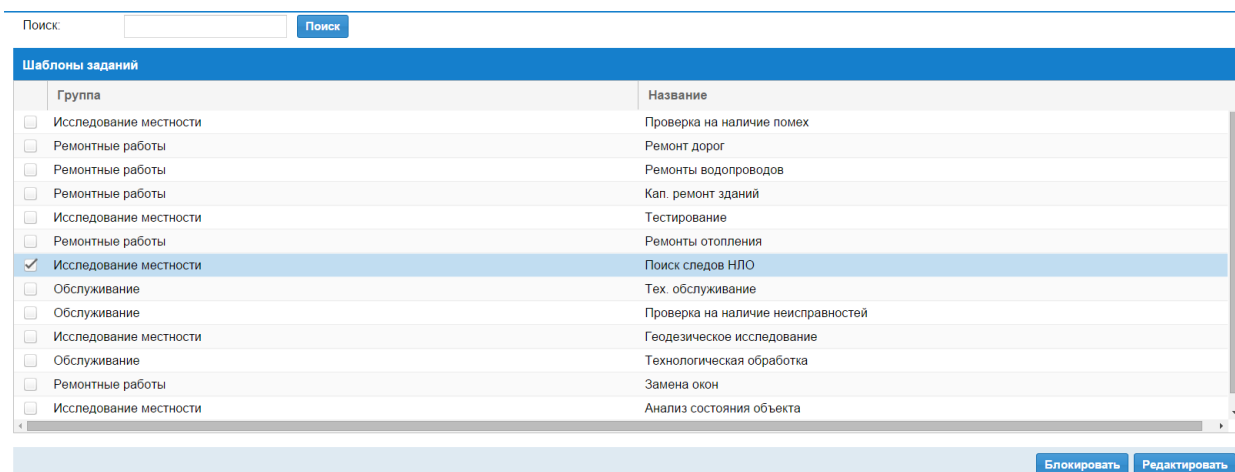 Поиск: Поиск
Шаблоны заданий
Группа Название
Исследование местности Проверка на наличие помех
Ремонтные работы Ремонт дорог
Ремонтные работы Ремонты водопроводов
Ремонтные работы Кап. ремонт зданий
Исследование местности Тестирование
Ремонтные работы Ремонты отопления
Исследование местности Поиск следов НЛО
Обслуживание Тех. обслуживание
Обслуживание Проверка на наличие неисправностей
Исследование местности Геодезическое исследование
Обслуживание Технологическая обработка
Ремонтные работы Замена окон
Исследование местности Анализ состояния объекта
Блокировать Редактировать